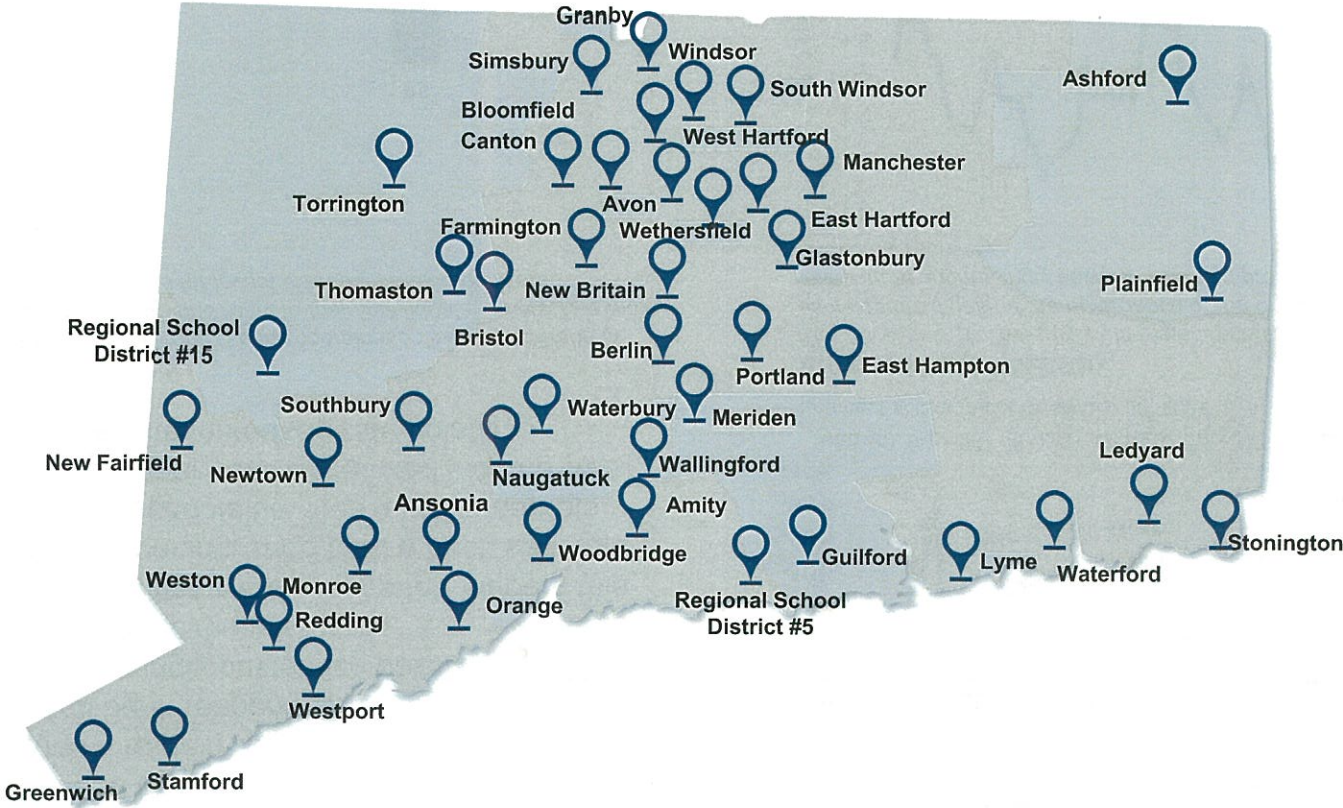 Granby
Windsor
Simsbury
Ashford
South Windsor
Bloomfield
West Hartford
Canton
Manchester
Torrington
Avon
East Hartford
Farmington
Wethersfield
Glastonbury
Plainfield
Thomaston
New Britain
Regional School
District #15
Bristol
Berlin
Portland
East Hampton
Southbury
Waterbury
Meriden
New Fairfield
Newtown
Naugatuck
Wallingford
Ledyard
Ansonia
Amity
Stonington
Woodbridge
Guilford
Lyme
Waterford
Weston
Monroe
Orange
Regional School
District #5
Redding
Westport
Stamford
Greenwich